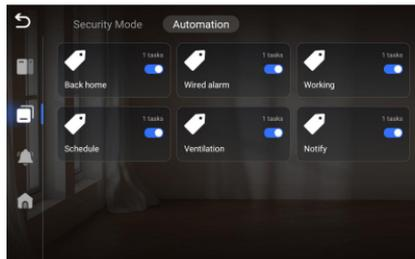 Security Mode
Automation
1 tasks
Back home
1 tasks
Wired alarm
1 tasks
Working
1 tasks
Schedule
1 tasks
Ventilation
1 tasks
Notify